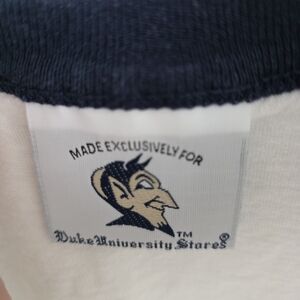 MADE EXCLUSIVELY FOR
TM
Duke University Stores®